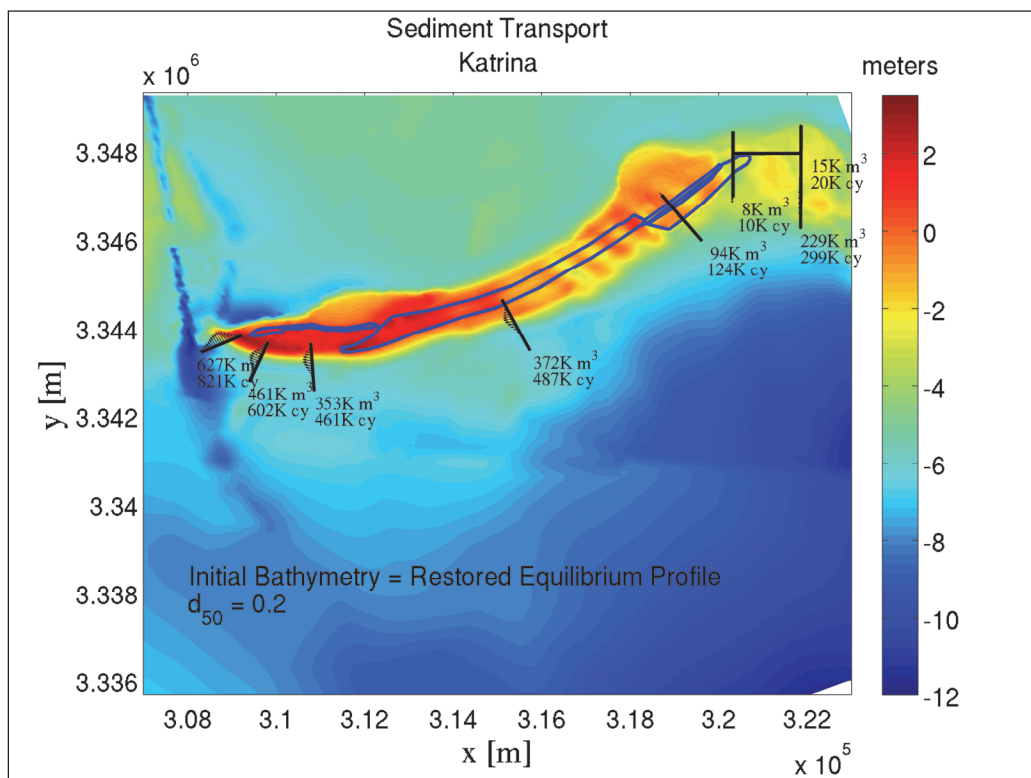 Sediment Transport
Katrina
x 10^6
meters
3.348
3.346
3.344
3.342
3.34
3.338
3.336
y [m]
15K m^3
20K cy
8K m^3
10K cy
229K m^3
299K cy
94K m^3
124K cy
372K m^3
487K cy
627K m
821K cy
461K m^3
602K cy
353K m^3
461K cy
Initial Bathymetry = Restored Equilibrium Profile
d_50 = 0.2
2
0
-2
-4
-6
-8
-10
-12
3.08 3.1 3.12 3.14 3.16 3.18 3.2 3.22
x [m]
x 10^5